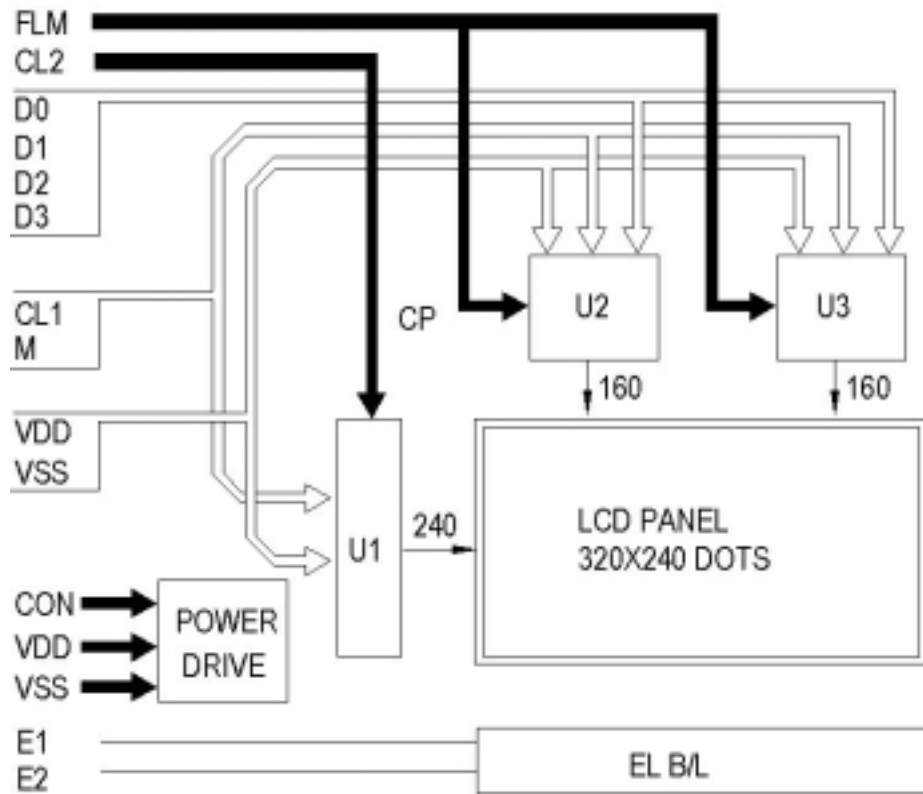 FLM
CL2
D0
D1
D2
D3
CL1
M
CP
U2
U3
160
160
VDD
VSS
U1
240
LCD PANEL
320X240 DOTS
CON
VDD
VSS
POWER
DRIVE
E1
E2
EL B/L